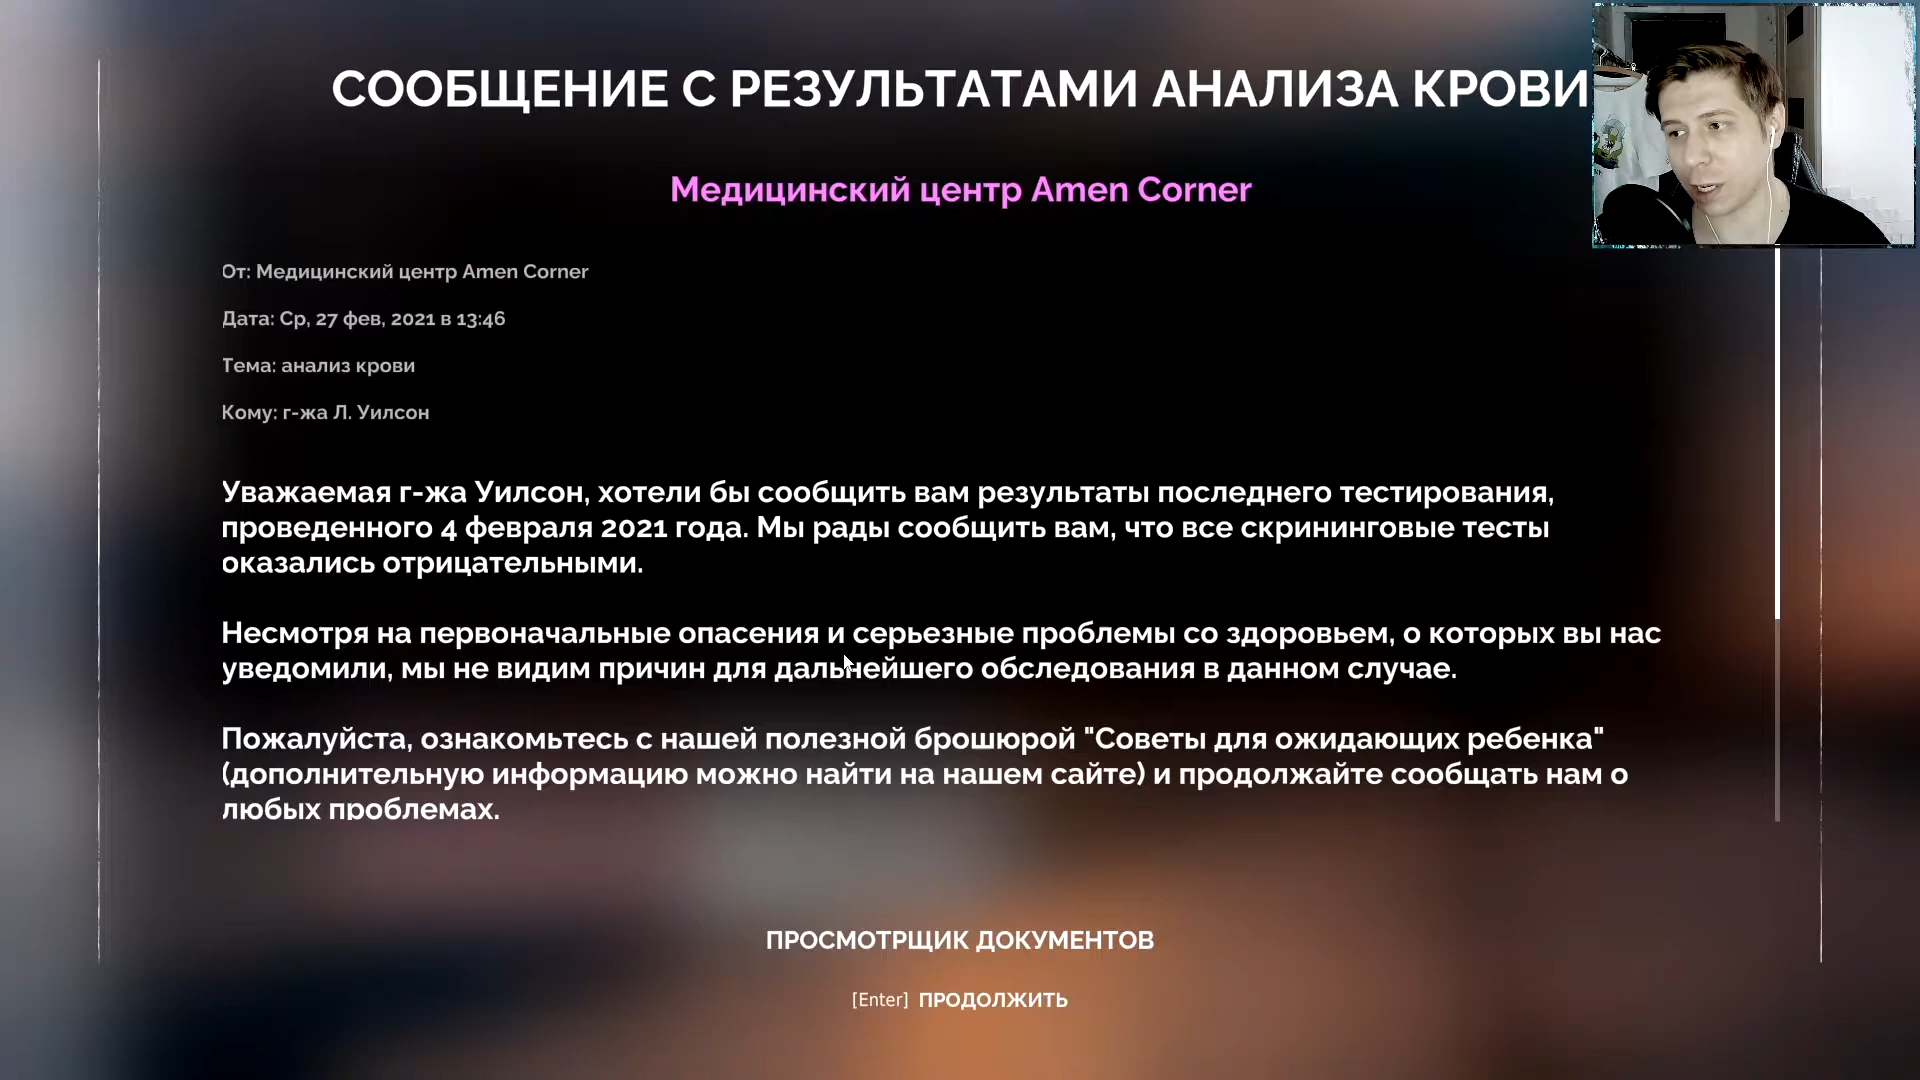 СООБЩЕНИЕ С РЕЗУЛЬТАТАМИ АНАЛИЗА КРОВИ
Медицинский центр Amen Corner
От: Медицинский центр Amen Corner
Дата: Ср, 27 фев, 2021 в 13:46
Тема: анализ крови
Кому: г-жа Л. Уилсон
Уважаемая г-жа Уилсон, хотели бы сообщить вам результаты последнего тестирования,
проведенного 4 февраля 2021 года. Мы рады сообщить вам, что все скрининговые тесты
оказались отрицательными.
Несмотря на первоначальные опасения и серьезные проблемы со здоровьем, о которых вы нас
уведомили, мы не видим причин для дальнейшего обследования в данном случае.
Пожалуйста, ознакомьтесь с нашей полезной брошюрой "Советы для ожидающих ребенка"
(дополнительную информацию можно найти на нашем сайте) и продолжайте сообщать нам о
любых проблемах.
ПРОСМОТРЩИК ДОКУМЕНТОВ
[Enter] ПРОДОЛЖИТЬ